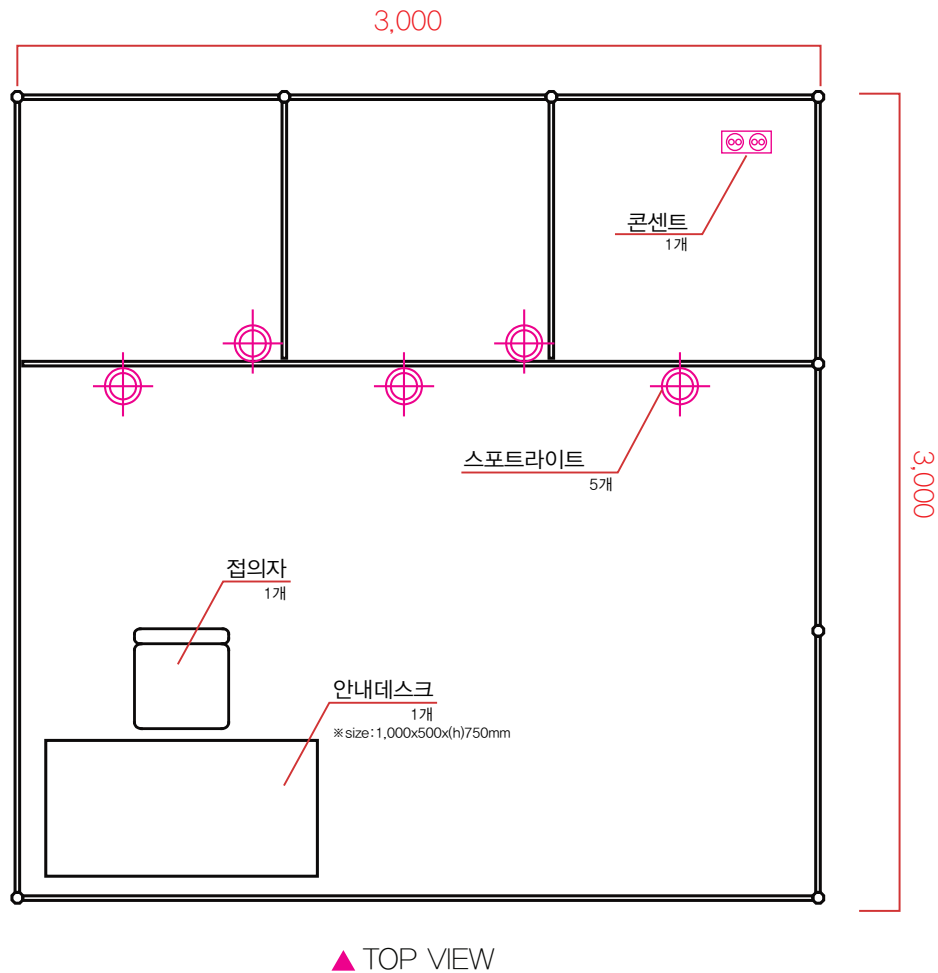 3,000
콘센트
1개
스포트라이트
5개
3,000
접의자
1개
안내데스크
1개
※size:1,000x500x(h)750mm
▲ TOP VIEW